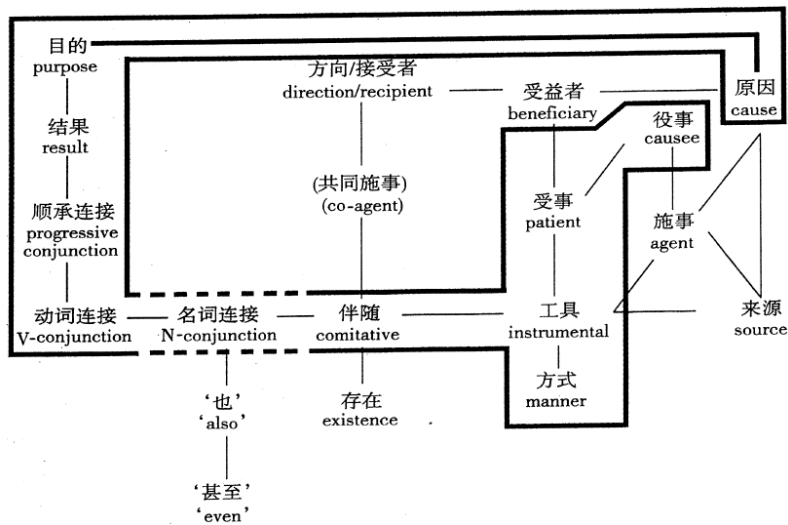 目的
purpose
方向/接受者
direction/recipient
受益者
beneficiary
原因
cause
结果
result
役事
causee
(共同施事)
(co-agent)
受事
patient
施事
agent
顺承连接
progressive
conjunction
动词连接
V-conjunction
名词连接
N-conjunction
伴随
comitative
工具
instrumental
来源
source
方式
manner
‘也’
‘also’
存在
existence
‘甚至’
‘even’